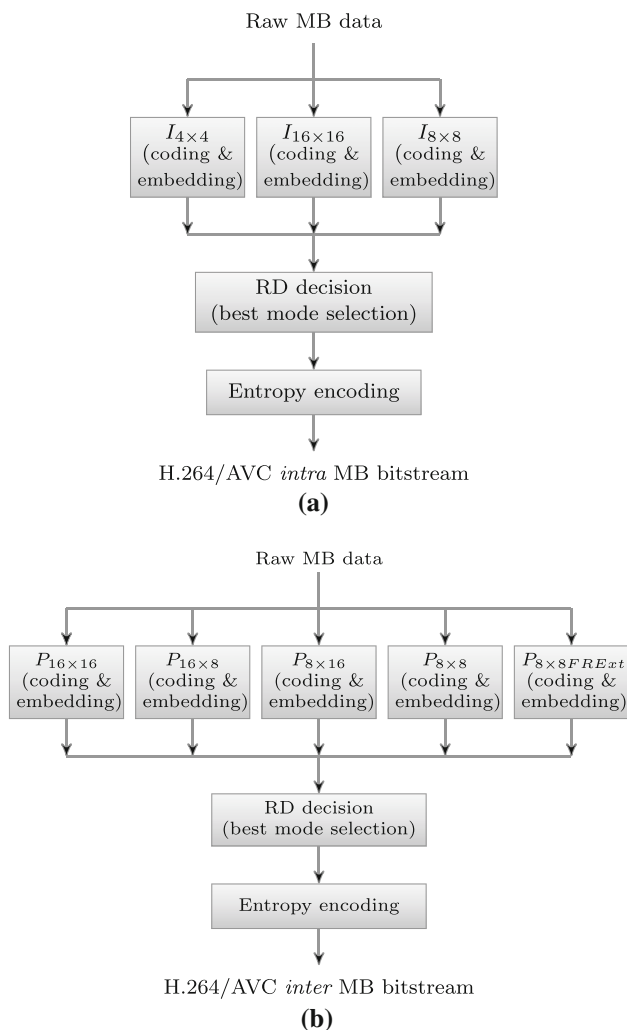 Raw MB data
I4×4 I16×16 I8×8
(coding & (coding & (coding &
embedding) embedding) embedding)
RD decision
(best mode selection)
Entropy encoding
H.264/AVC intra MB bitstream
(a)
Raw MB data
P16×16 P16×8 P8×16 P8×8 P8×8FRExt
(coding & (coding & (coding & (coding & (coding &
embedding) embedding) embedding) embedding) embedding)
RD decision
(best mode selection)
Entropy encoding
H.264/AVC inter MB bitstream
(b)